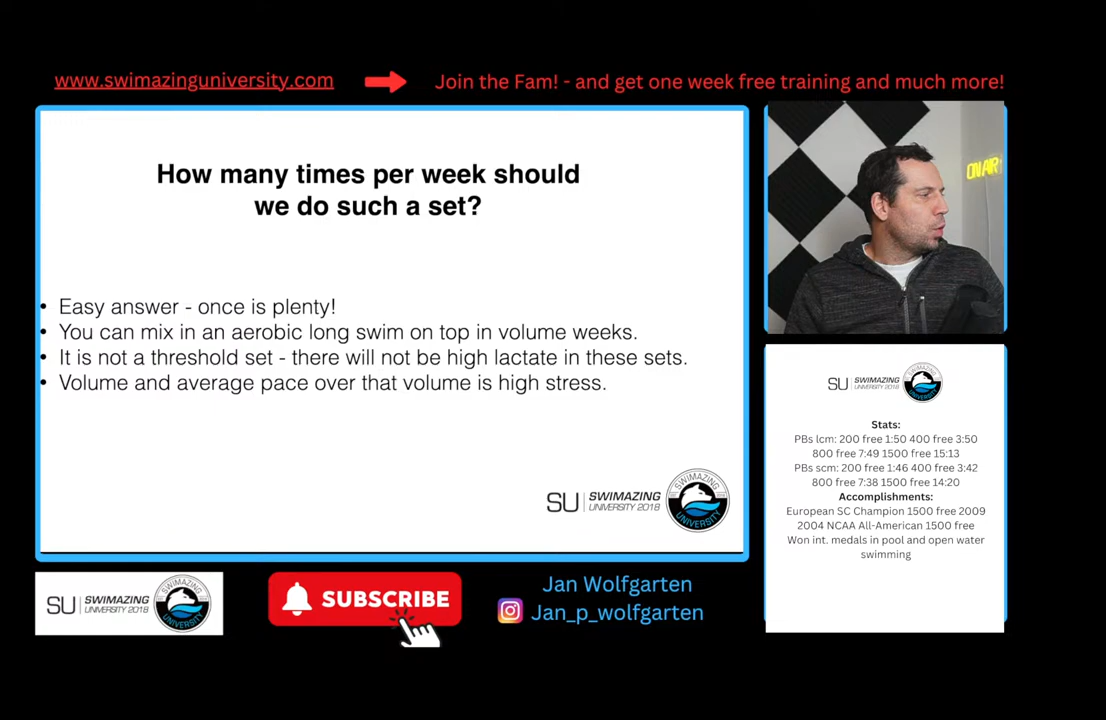 www.swimazinguniversity.com
Join the Fam! - and get one week free training and much more!
How many times per week should
we do such a set?
• Easy answer - once is plenty!
• You can mix in an aerobic long swim on top in volume weeks.
• It is not a threshold set - there will not be high lactate in these sets.
• Volume and average pace over that volume is high stress.
SU SWIMAZING
UNIVERSITY 2018
SWIMAZING
UNIVERSITY
ON AIR
SU SWIMAZING
UNIVERSITY 2018
Stats:
PBs lcm: 200 free 1:50 400 free 3:50
800 free 7:49 1500 free 15:13
PBs scm: 200 free 1:46 400 free 3:42
800 free 7:38 1500 free 14:20
Accomplishments:
European SC Champion 1500 free 2009
2004 NCAA All-American 1500 free
Won int. medals in pool and open water
swimming
SU SWIMAZING
UNIVERSITY 2018
SWIMAZING
UNIVERSITY
SUBSCRIBE
Jan Wolfgarten
Jan_p_wolfgarten